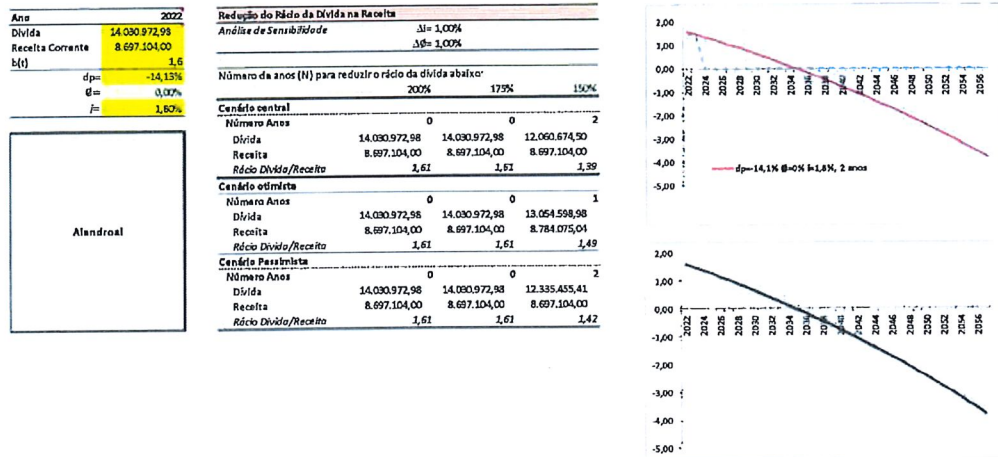 Ano 2022
Divida 14.030.972,98
Receita Corrente 8.697.104,00
b(t) 1,6
dp= -14,13%
Ø= 0,00%
i= 1,80%
Alandroal
Redução do Rácio da Dívida na Receita
Análise de Sensibilidade Δi= 1,00%
ΔØ= 1,00%
Número de anos (N) para reduzir o rácio da dívida abaixo:
200% 175% 150%
Cenário central
Número Anos 0 0 2
Dívida 14.030.972,98 14.030.972,98 12.060.674,50
Receita 8.697.104,00 8.697.104,00 8.697.104,00
Rácio Dívida/Receita 1,61 1,61 1,39
Cenário otimista
Número Anos 0 0 1
Dívida 14.030.972,98 14.030.972,98 13.054.598,98
Receita 8.697.104,00 8.697.104,00 8.784.075,04
Rácio Dívida/Receita 1,61 1,61 1,49
Cenário Pessimista
Número Anos 0 0 2
Dívida 14.030.972,98 14.030.972,98 12.335.455,41
Receita 8.697.104,00 8.697.104,00 8.697.104,00
Rácio Dívida/Receita 1,61 1,61 1,42
2,00
1,00
0,00
-1,00
-2,00
-3,00
-4,00
-5,00
2022 2024 2026 2028 2030 2032 2034 2036 2038 2040 2042 2044 2046 2048 2050 2052 2054 2056
dp=-14,1% Ø=0% i=1,8%, 2 anos
2,00
1,00
0,00
-1,00
-2,00
-3,00
-4,00
-5,00
2022 2024 2026 2028 2030 2032 2034 2036 2038 2040 2042 2044 2046 2048 2050 2052 2054 2056